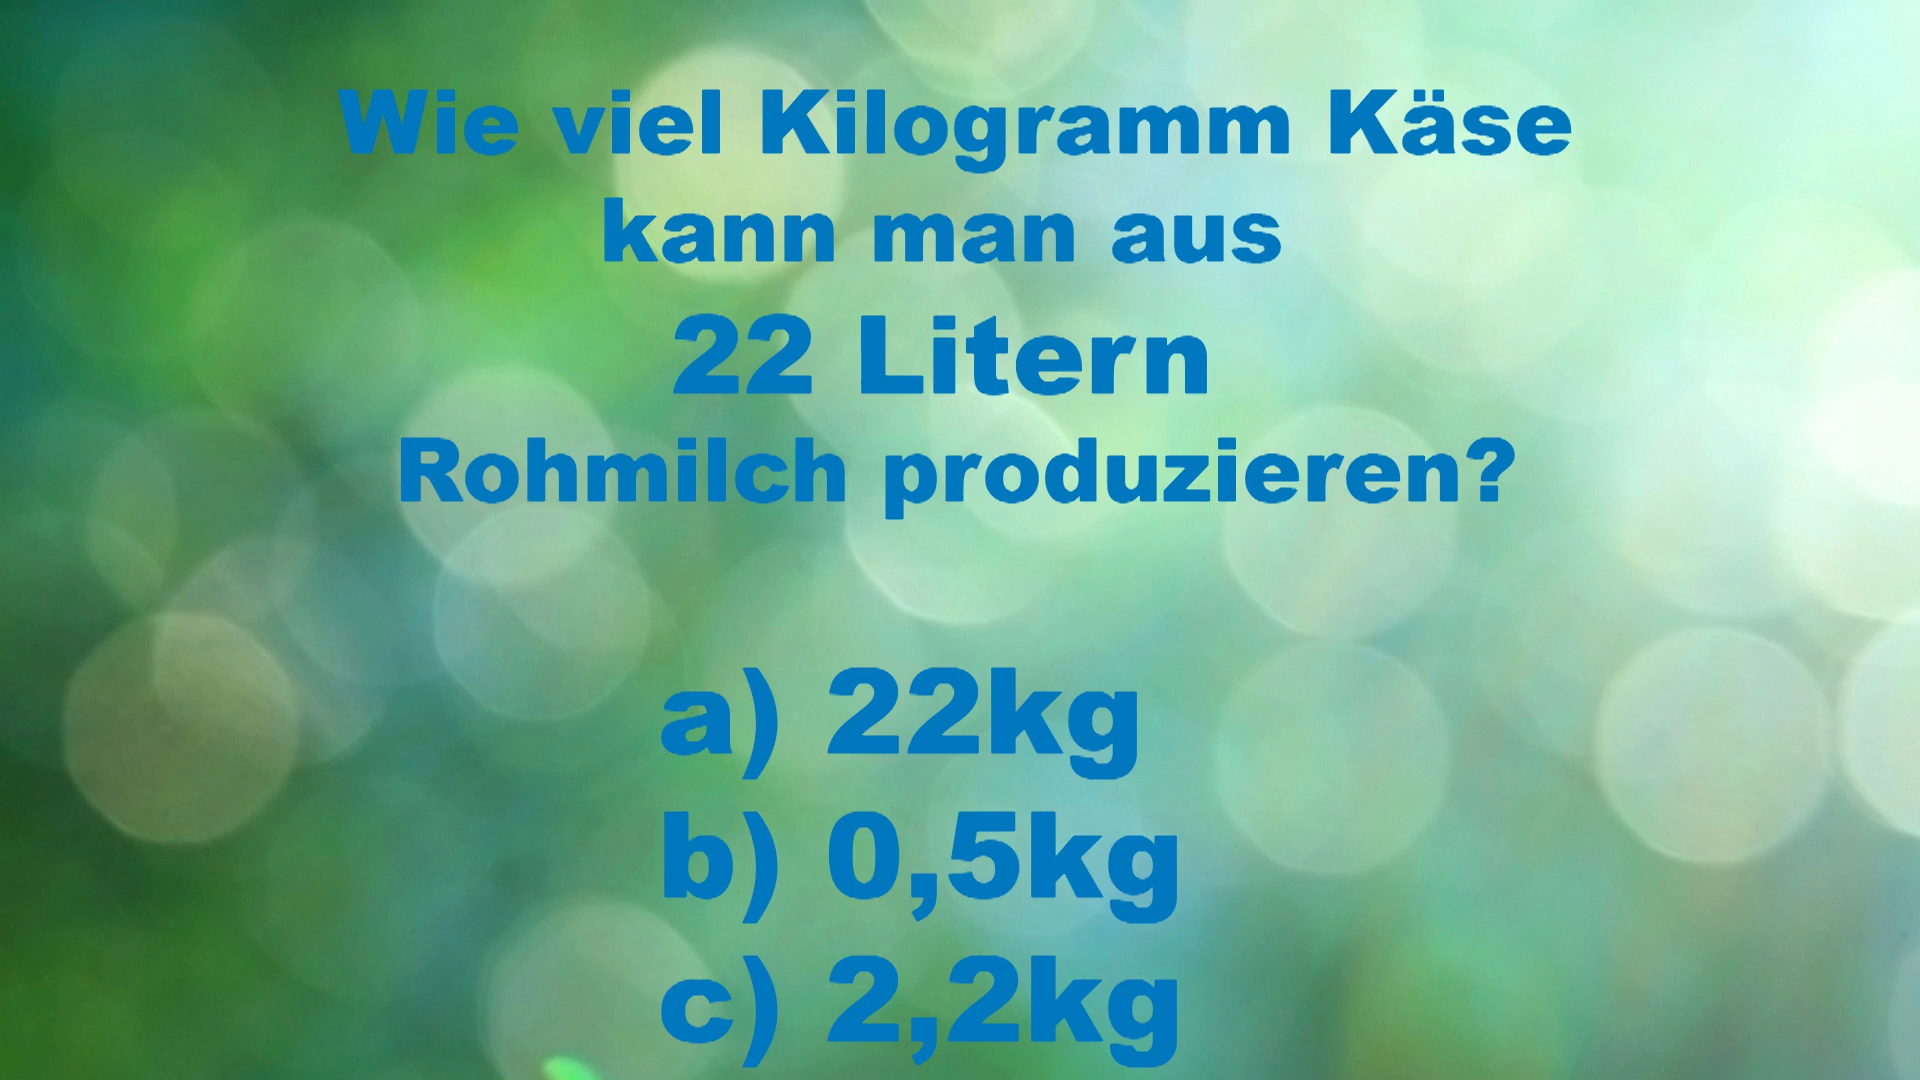 Wie viel Kilogramm Käse
kann man aus
22 Litern
Rohmilch produzieren?
a) 22kg
b) 0,5kg
c) 2,2kg